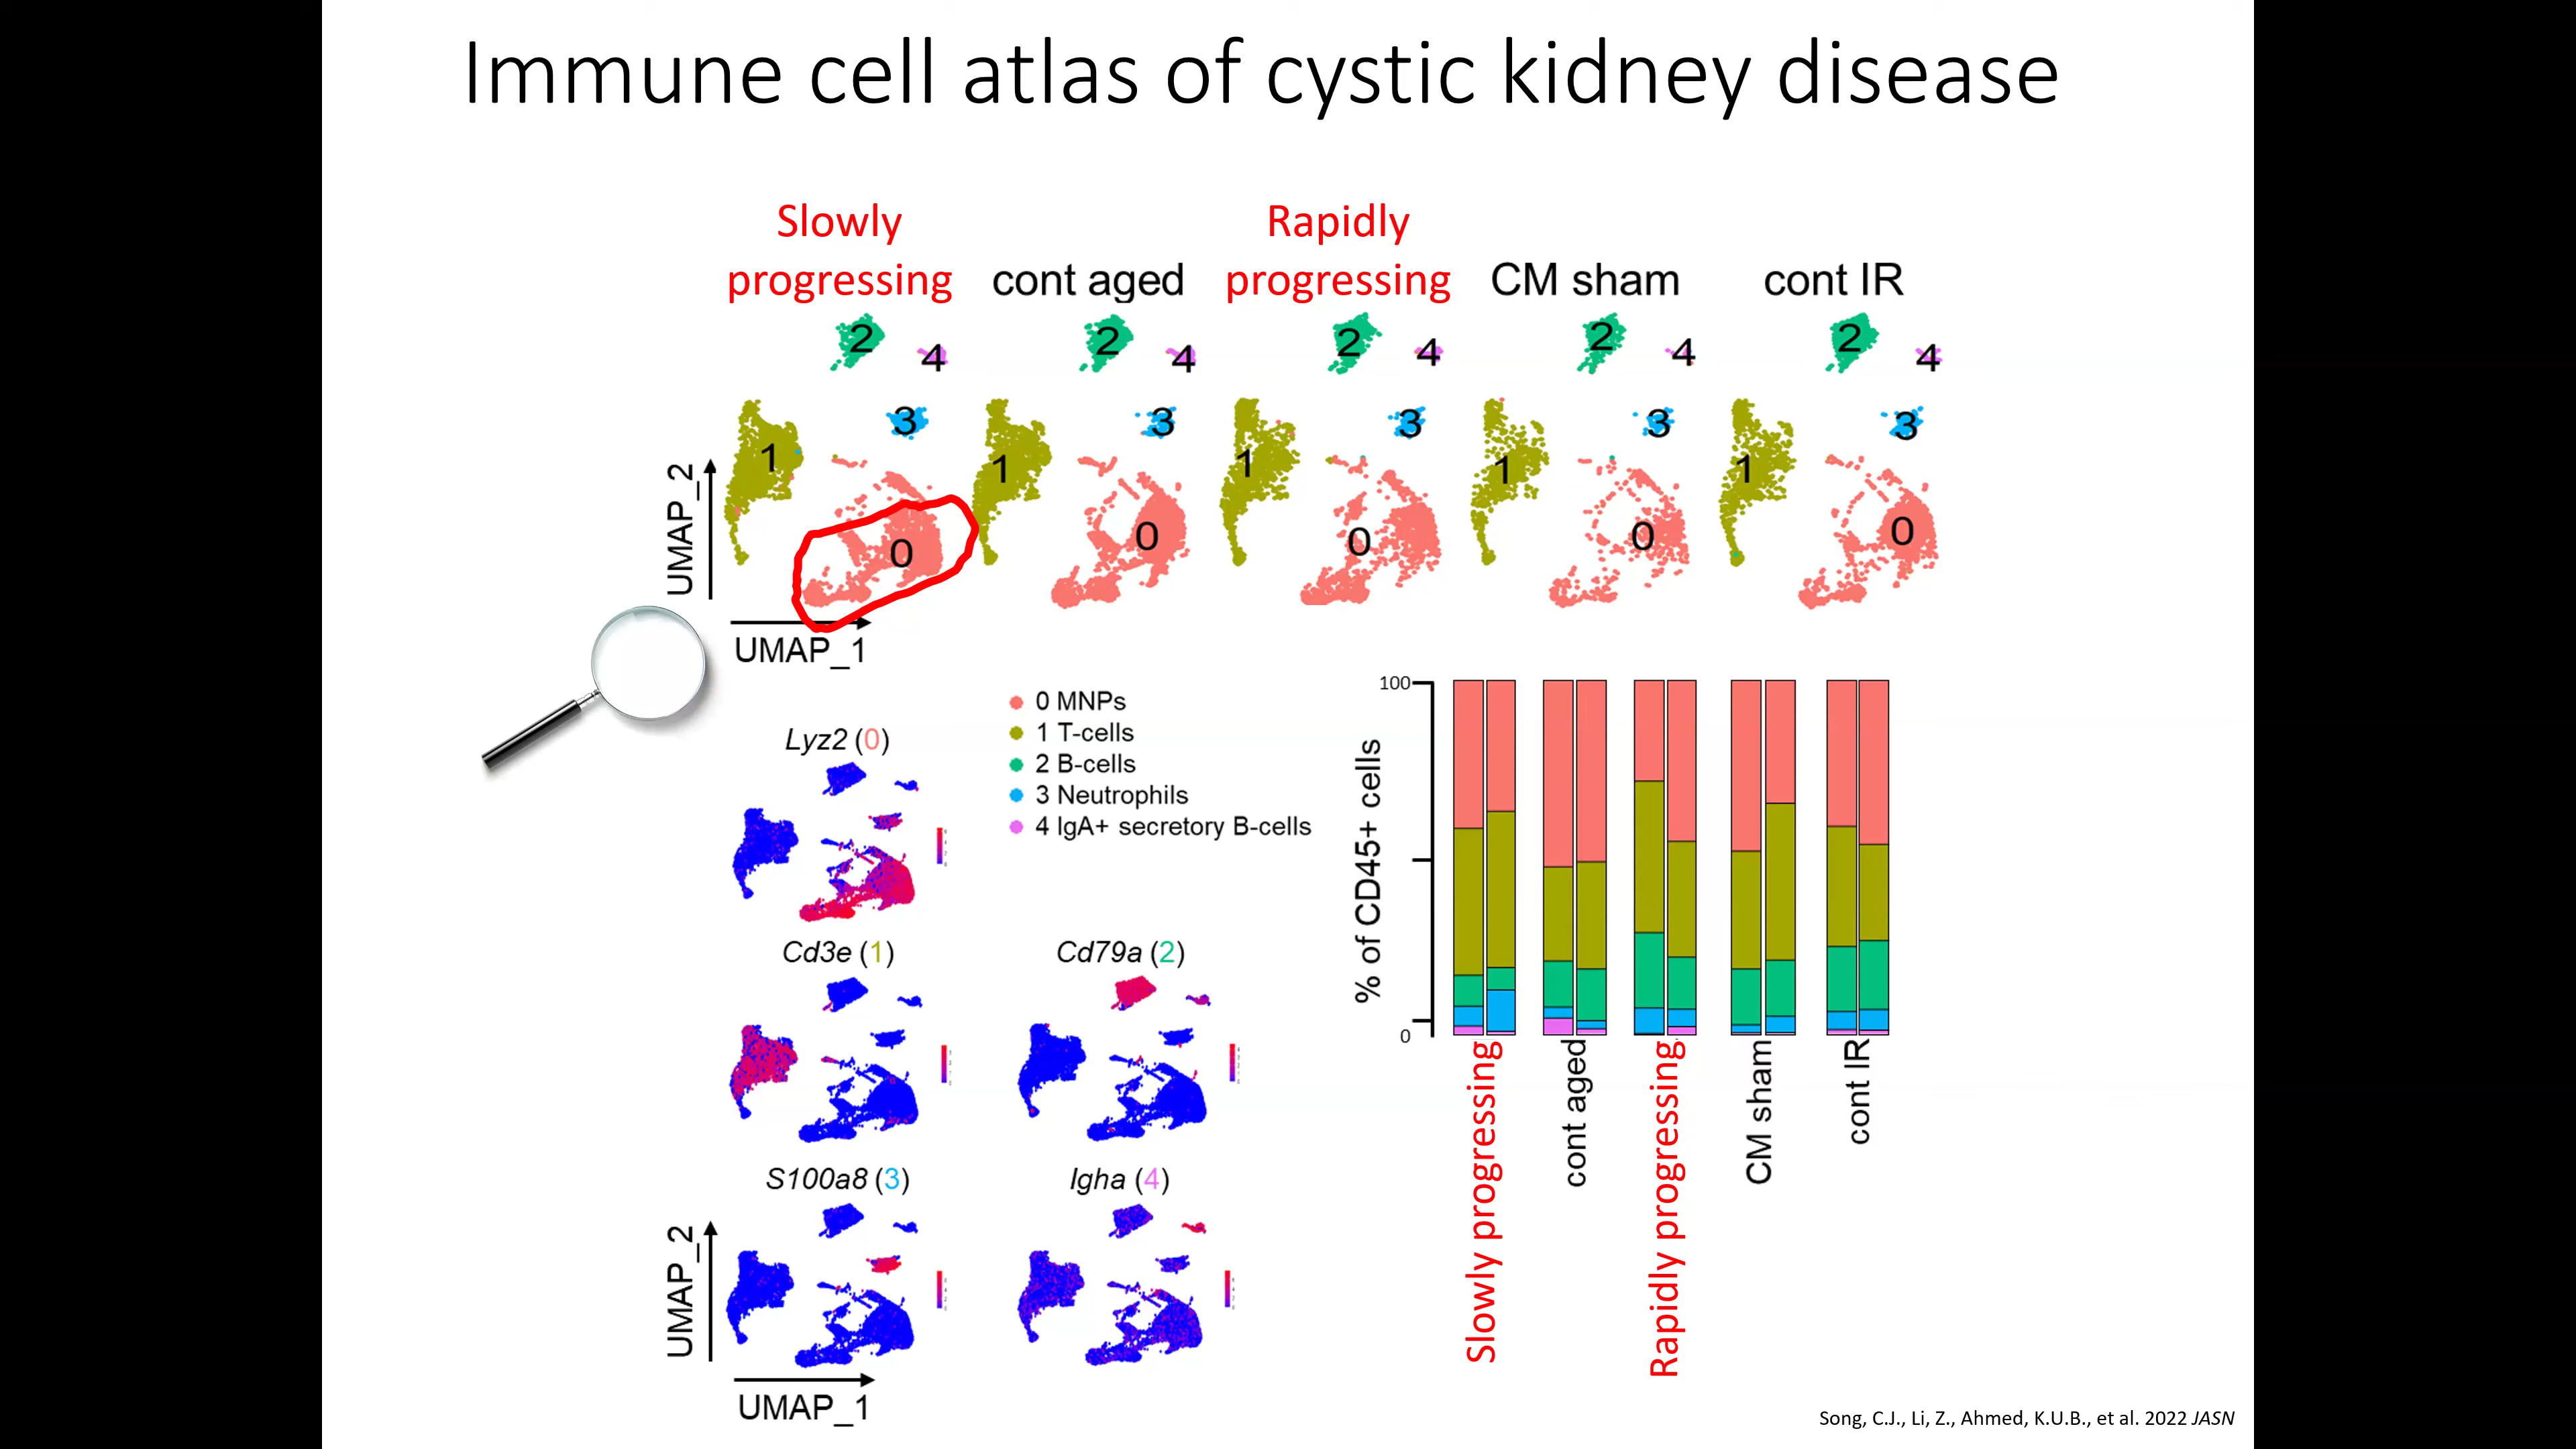 Immune cell atlas of cystic kidney disease
Slowly
progressing
cont aged
Rapidly
progressing
CM sham
cont IR
2
4
2
4
2
4
2
4
2
4
1
3
1
3
1
3
1
3
1
3
0
0
0
0
0
UMAP_2
UMAP_1
0 MNPs
1 T-cells
2 B-cells
3 Neutrophils
4 IgA+ secretory B-cells
Lyz2 (0)
Cd3e (1)
Cd79a (2)
S100a8 (3)
Igha (4)
UMAP_2
UMAP_1
100
0
% of CD45+ cells
Slowly progressing
cont aged
Rapidly progressing
CM sham
cont IR
Song, C.J., Li, Z., Ahmed, K.U.B., et al. 2022 JASN